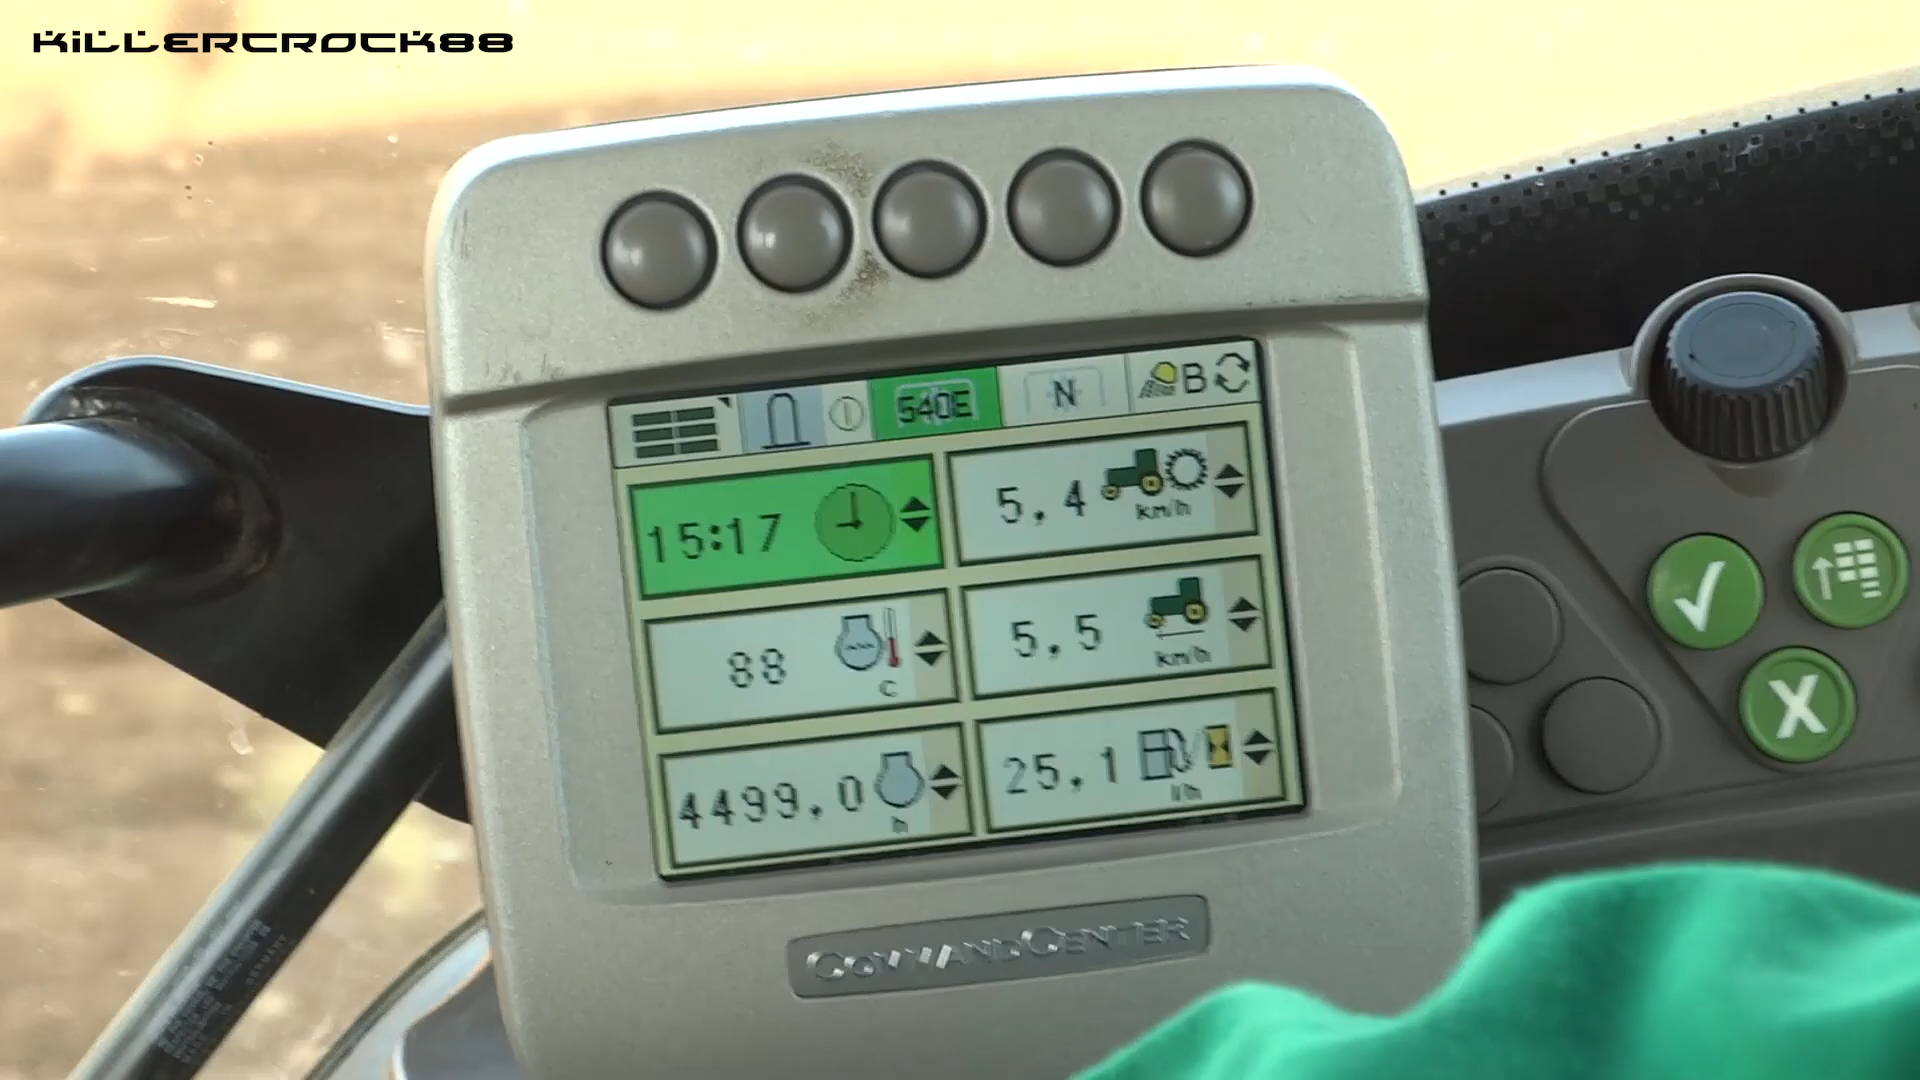 KiLLERCROCK88
540E N B
15:17
5,4
km/h
88
C
5,5
km/h
4499,0
h
25,1
l/h
COMMANDCENTER
X